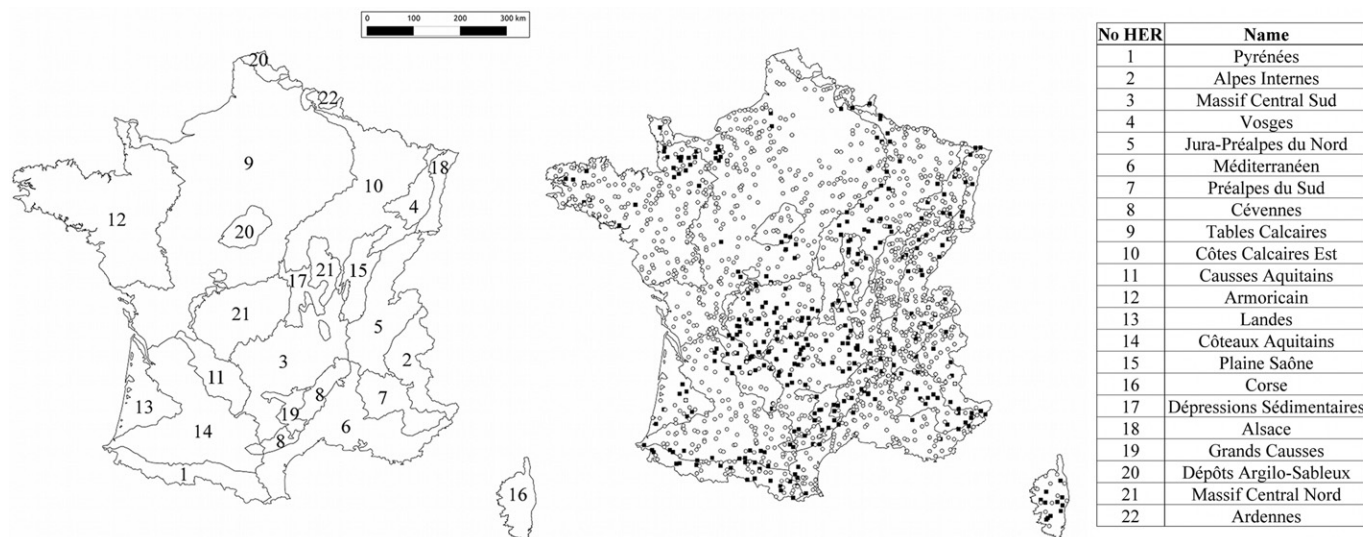 0 100 200 300 km
20
22
9
18
10
4
12
20
21
15
17
21
5
3
2
11
8
7
13
19
6
14
8
1
16
No HER Name
1 Pyrénées
2 Alpes Internes
3 Massif Central Sud
4 Vosges
5 Jura-Préalpes du Nord
6 Méditerranéen
7 Préalpes du Sud
8 Cévennes
9 Tables Calcaires
10 Côtes Calcaires Est
11 Causses Aquitains
12 Armoricain
13 Landes
14 Côteaux Aquitains
15 Plaine Saône
16 Corse
17 Dépressions Sédimentaires
18 Alsace
19 Grands Causses
20 Dépôts Argilo-Sableux
21 Massif Central Nord
22 Ardennes